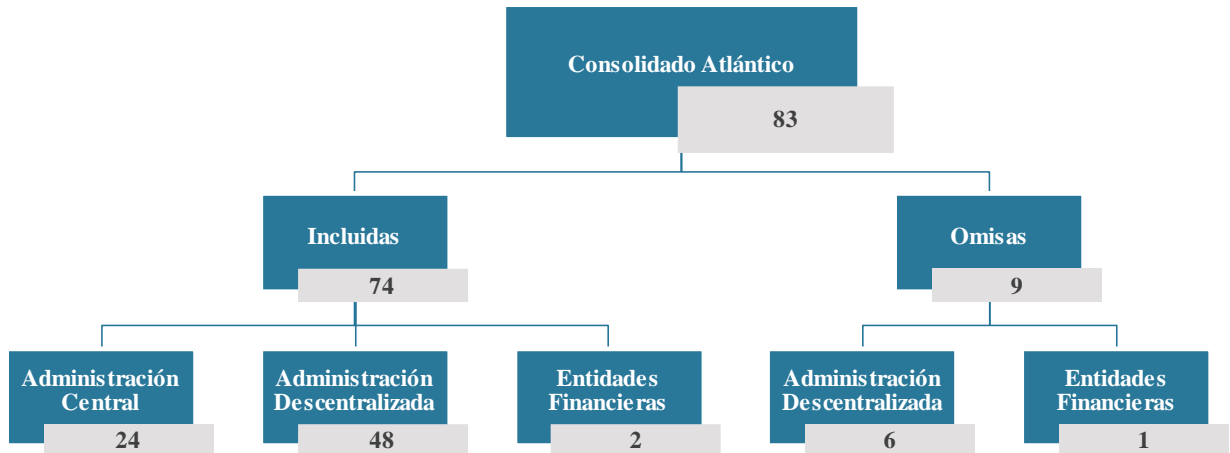 Consolidado Atlántico
83
Incluidas
74
Omisas
9
Administración
Central
24
Administración
Descentralizada
48
Entidades
Financieras
2
Administración
Descentralizada
6
Entidades
Financieras
1